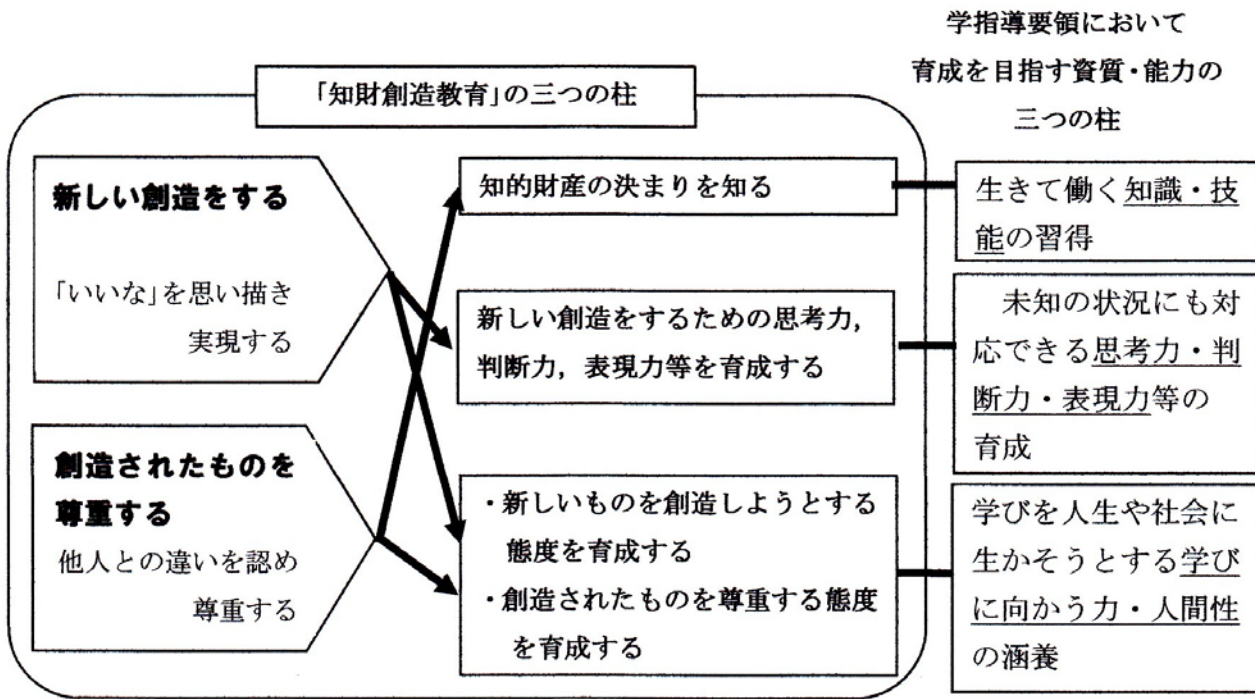 学指導要領において
育成を目指す資質・能力の
三つの柱
「知財創造教育」の三つの柱
新しい創造をする
「いいな」を思い描き
実現する
創造されたものを
尊重する
他人との違いを認め
尊重する
知的財産の決まりを知る
新しい創造をするための思考力，
判断力，表現力等を育成する
・新しいものを創造しようとする
態度を育成する
・創造されたものを尊重する態度
を育成する
生きて働く知識・技
能の習得
未知の状況にも対
応できる思考力・判
断力・表現力等の
育成
学びを人生や社会に
生かそうとする学び
に向かう力・人間性
の涵養